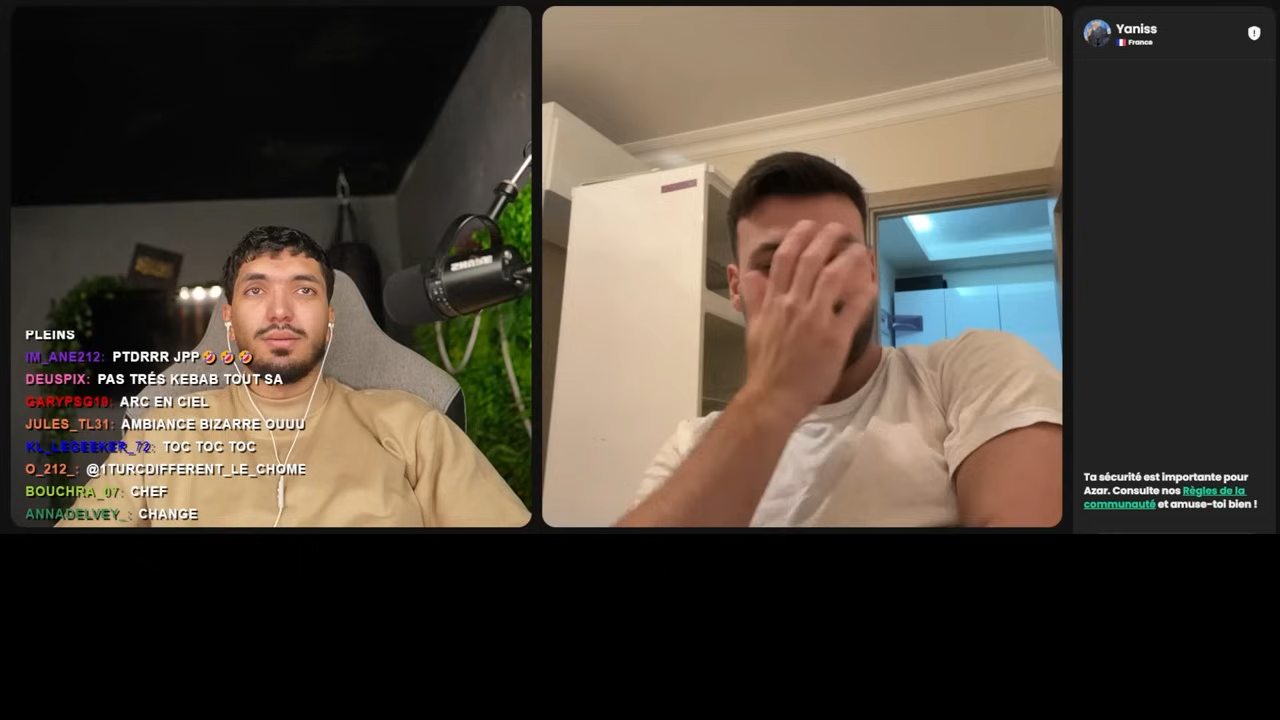 PLEINS
IM_ANE212: PTDRRR JPP🤣🤣🤣
DEUSPIX: PAS TRÉS KEBAB TOUT SA
GARYPSG19: ARC EN CIEL
JULES_TL31: AMBIANCE BIZARRE OUUU
KL_LEGEEKER_72: TOC TOC TOC
O_212_: @1TURCDIFFERENT_LE_CHOME
BOUCHRA_07: CHEF
ANNADELVEY_: CHANGE
Yaniss
France
Ta sécurité est importante pour
Azar. Consulte nos Règles de la
communauté et amuse-toi bien !